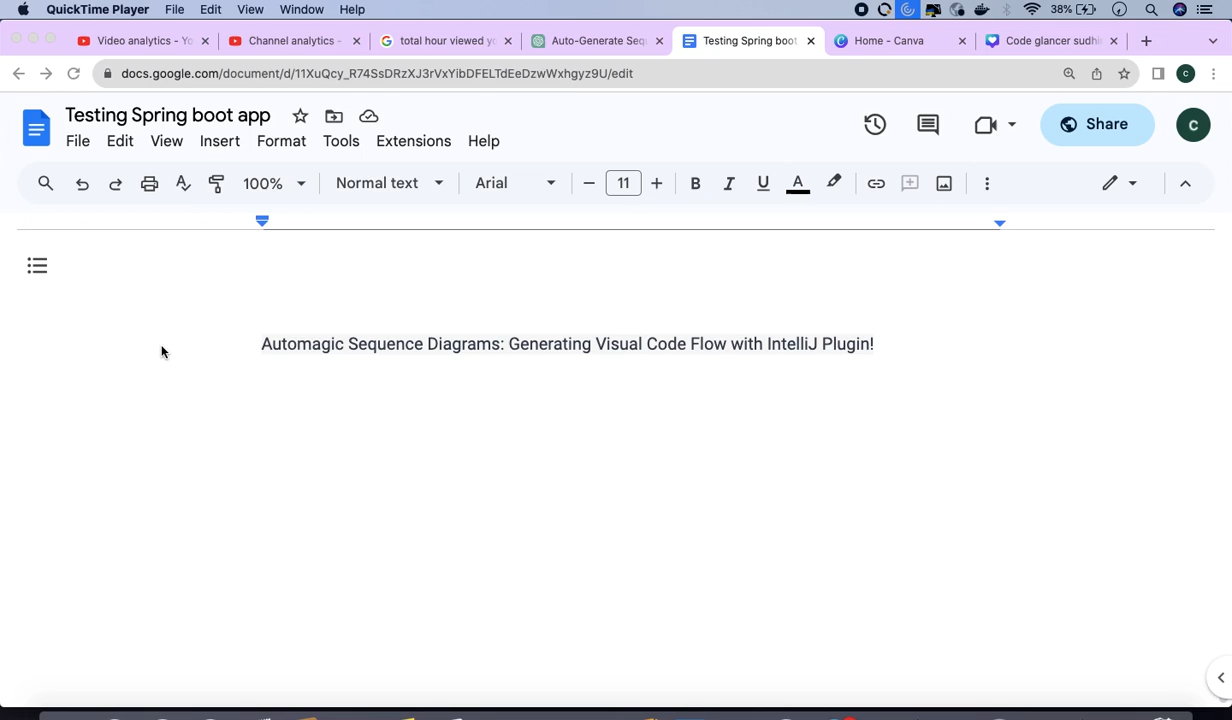 QuickTime Player File Edit View Window Help 38%
Video analytics - Yo Channel analytics - total hour viewed yo Auto-Generate Sequ Testing Spring boot Home - Canva Code glancer sudhir
docs.google.com/document/d/11XuQcy_R74SsDRzXJ3rVxYibDFELTdEeDzwWxhgyz9U/edit C
Testing Spring boot app
File Edit View Insert Format Tools Extensions Help
Share C
100% Normal text Arial 11 B I U A
Automagic Sequence Diagrams: Generating Visual Code Flow with IntelliJ Plugin!